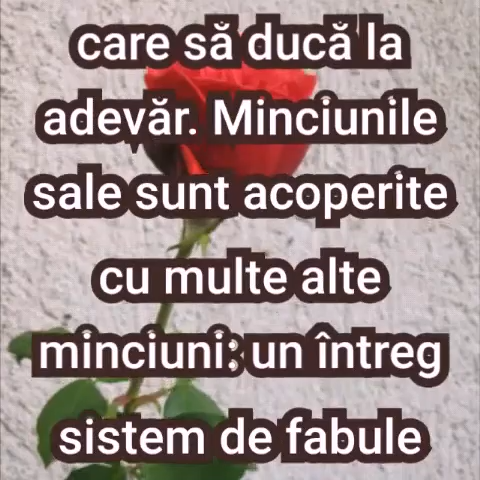 care să ducă la
adevăr. Minciunile
sale sunt acoperite
cu multe alte
minciuni: un întreg
sistem de fabule